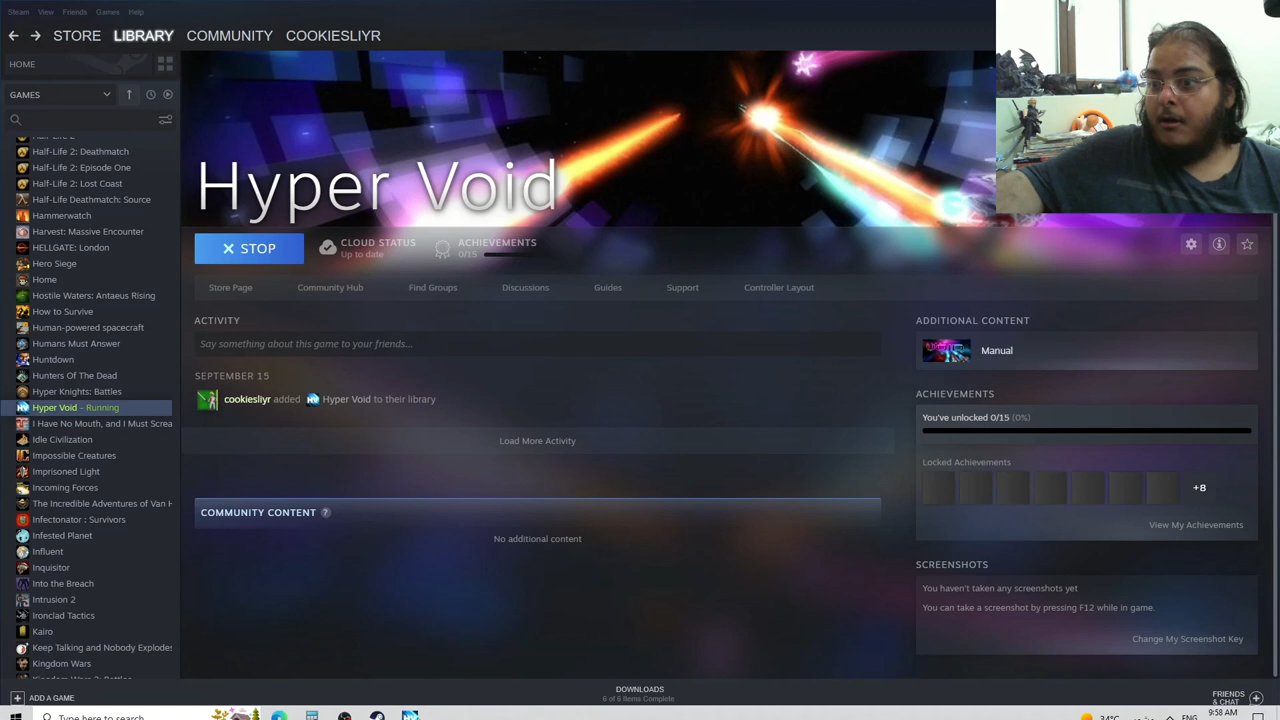 Steam View Friends Games Help
STORE LIBRARY COMMUNITY COOKIESLIYR
HOME
GAMES
Half-Life 2
Half-Life 2: Deathmatch
Half-Life 2: Episode One
Half-Life 2: Lost Coast
Half-Life Deathmatch: Source
Hammerwatch
Harvest: Massive Encounter
HELLGATE: London
Hero Siege
Home
Hostile Waters: Antaeus Rising
How to Survive
Human-powered spacecraft
Humans Must Answer
Huntdown
Hunters Of The Dead
Hyper Knights: Battles
Hyper Void - Running
I Have No Mouth, and I Must Screa
Idle Civilization
Impossible Creatures
Imprisoned Light
Incoming Forces
The Incredible Adventures of Van H
Infectonator : Survivors
Infested Planet
Influent
Inquisitor
Into the Breach
Intrusion 2
Ironclad Tactics
Kairo
Keep Talking and Nobody Explodes
Kingdom Wars
Hyper Void
STOP
CLOUD STATUS
Up to date
ACHIEVEMENTS
0/15
Store Page Community Hub Find Groups Discussions Guides Support Controller Layout
ACTIVITY
Say something about this game to your friends...
SEPTEMBER 15
cookiesliyr added HV Hyper Void to their library
Load More Activity
COMMUNITY CONTENT ?
No additional content
ADDITIONAL CONTENT
Manual
ACHIEVEMENTS
You've unlocked 0/15 (0%)
Locked Achievements
+8
View My Achievements
SCREENSHOTS
You haven't taken any screenshots yet
You can take a screenshot by pressing F12 while in game.
Change My Screenshot Key
ADD A GAME
DOWNLOADS
6 of 6 Items Complete
FRIENDS
& CHAT
Type here to search
34°C
ENG
9:58 AM